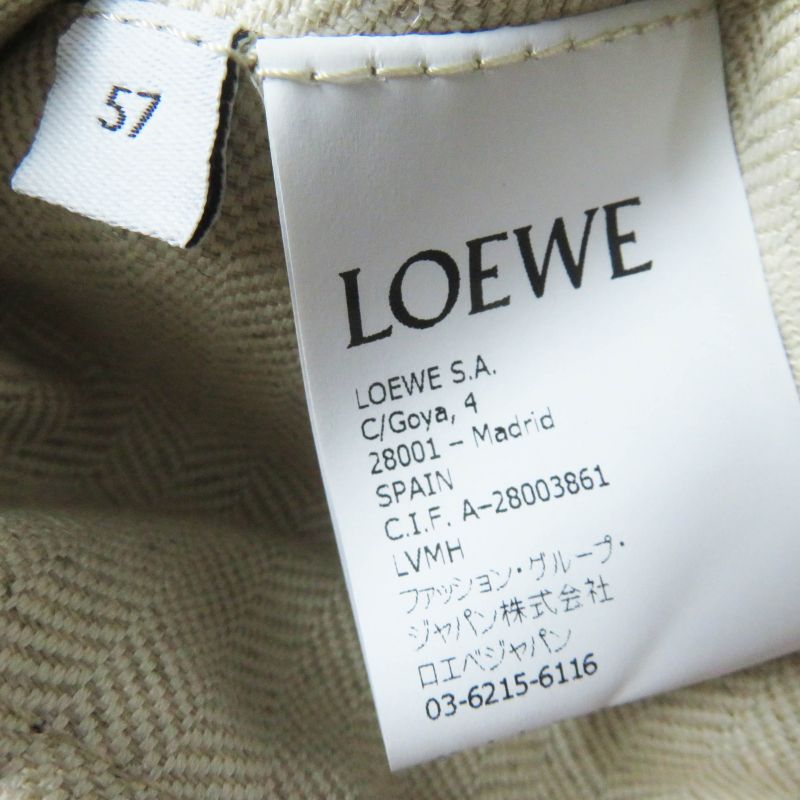 57
LOEWE
LOEWE S.A.
C/Goya, 4
28001 – Madrid
SPAIN
C.I.F. A-28003861
LVMH
ファッション・グループ・
ジャパン株式会社
ロエベジャパン
03-6215-6116